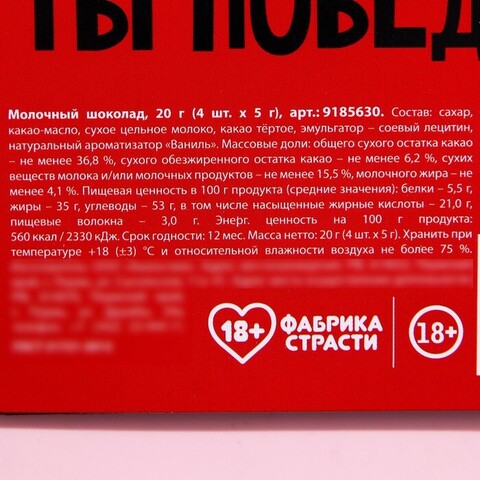 ТЫ ПОБЕД
Молочный шоколад, 20 г (4 шт. х 5 г), арт.: 9185630. Состав: сахар,
какао-масло, сухое цельное молоко, какао тёртое, эмульгатор – соевый лецитин,
натуральный ароматизатор «Ваниль». Массовые доли: общего сухого остатка какао
– не менее 36,8 %, сухого обезжиренного остатка какао – не менее 6,2 %, сухих
веществ молока и/или молочных продуктов – не менее 15,5 %, молочного жира – не
менее 4,1 %. Пищевая ценность в 100 г продукта (средние значения): белки – 5,5 г,
жиры – 35 г, углеводы – 53 г, в том числе насыщенные жирные кислоты – 21,0 г,
пищевые волокна – 3,0 г. Энерг. ценность на 100 г продукта:
560 ккал / 2330 кДж. Срок годности: 12 мес. Масса нетто: 20 г (4 шт. х 5 г). Хранить при
температуре +18 (±3) °С и относительной влажности воздуха не более 75 %.
18+ ФАБРИКА СТРАСТИ 18+